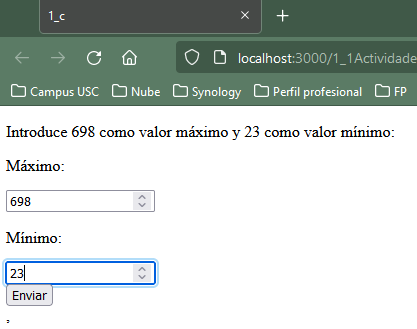 1_c
localhost:3000/1_1Actividade
Campus USC Nube Synology Perfil profesional FP
Introduce 698 como valor máximo y 23 como valor mínimo:
Máximo:
698
Mínimo:
23
Enviar